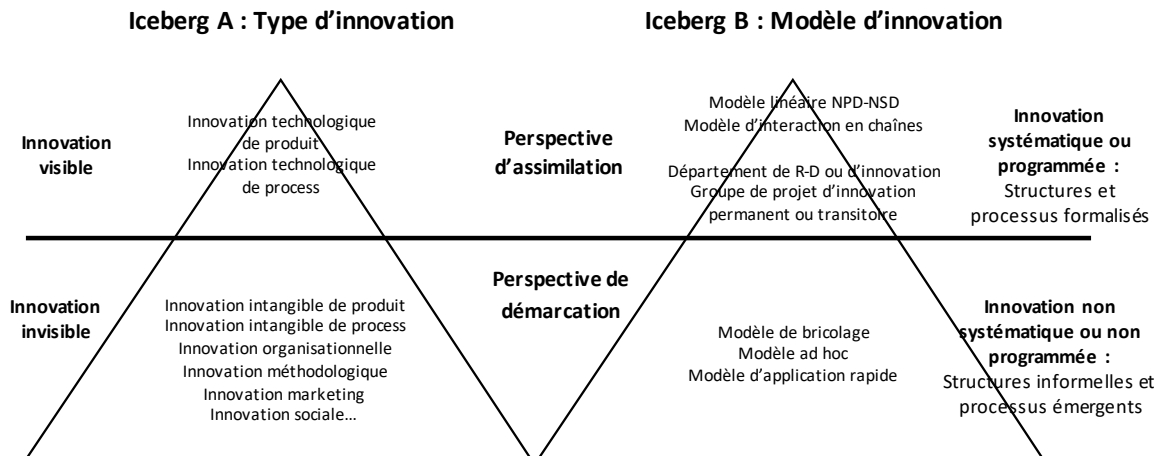 Iceberg A : Type d’innovation
Iceberg B : Modèle d’innovation
Innovation
visible
Innovation technologique
de produit
Innovation technologique
de process
Perspective
d’assimilation
Modèle linéaire NPD-NSD
Modèle d’interaction en chaînes
Département de R-D ou d’innovation
Groupe de projet d’innovation
permanent ou transitoire
Innovation
systématique ou
programmée :
Structures et
processus formalisés
Innovation
invisible
Innovation intangible de produit
Innovation intangible de process
Innovation organisationnelle
Innovation méthodologique
Innovation marketing
Innovation sociale…
Perspective de
démarcation
Modèle de bricolage
Modèle ad hoc
Modèle d’application rapide
Innovation non
systématique ou non
programmée :
Structures informelles et
processus émergents